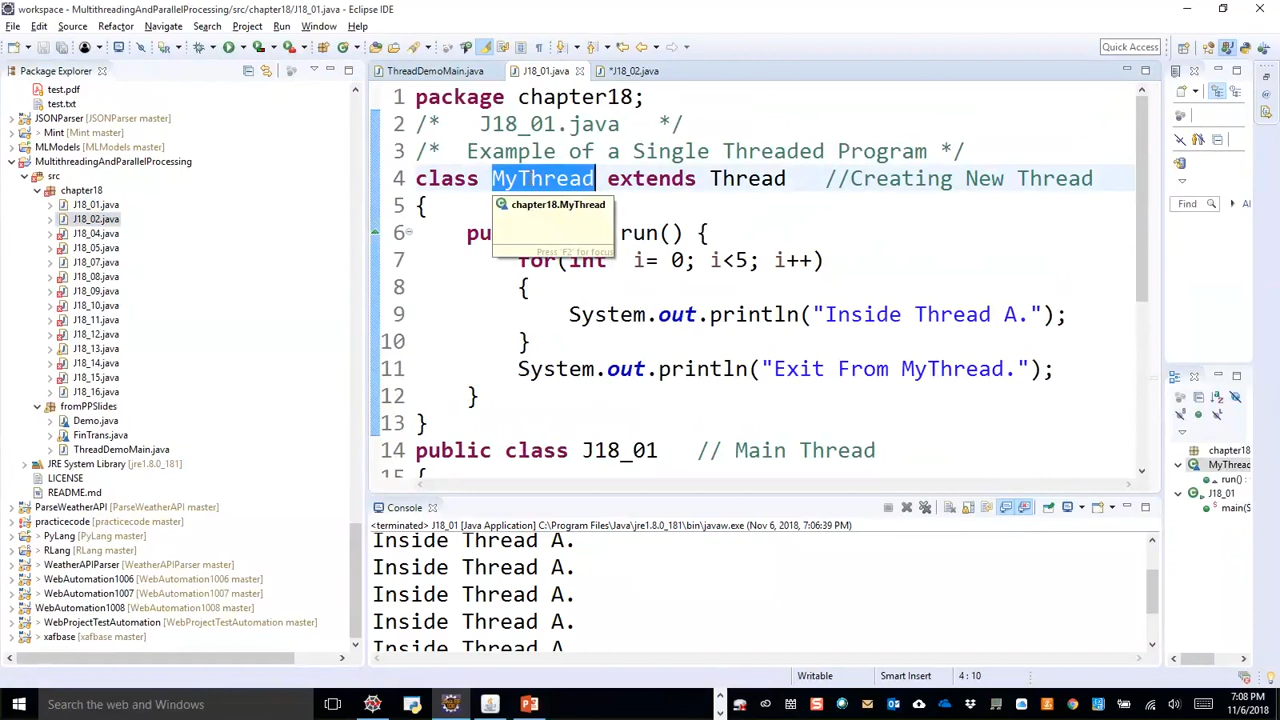 workspace - MultithreadingAndParallelProcessing/src/chapter18/J18_01.java - Eclipse IDE
File Edit Source Refactor Navigate Search Project Run Window Help
Quick Access
Package Explorer
ThreadDemoMain.java
J18_01.java
*J18_02.java
test.pdf
test.txt
JSONParser [JSONParser master]
> Mint [Mint master]
MLModels [MLModels master]
MultithreadingAndParallelProcessing
src
chapter18
J18_01.java
J18_02.java
J18_04.java
J18_05.java
J18_07.java
J18_08.java
J18_09.java
J18_10.java
J18_11.java
J18_12.java
J18_13.java
J18_14.java
J18_15.java
J18_16.java
fromPPSlides
Demo.java
FinTrans.java
ThreadDemoMain.java
JRE System Library [jre1.8.0_181]
LICENSE
README.md
ParseWeatherAPI [ParseWeatherAPI master]
practicecode [practicecode master]
> PyLang [PyLang master]
> RLang [RLang master]
> WeatherAPIParser [WeatherAPIParser master]
WebAutomation1006 [WebAutomation1006 master]
> WebAutomation1007 [WebAutomation1007 master]
WebAutomation1008 [WebAutomation1008 master]
> WebProjectTestAutomation [WebProjectTestAutomation master]
> xafbase [xafbase master]
1 package chapter18;
2 /* J18_01.java */
3 /* Example of a Single Threaded Program */
4 class MyThread extends Thread //Creating New Thread
5 {
6 pu run() {
7 for(int i= 0; i<5; i++)
8 {
9 System.out.println("Inside Thread A.");
10 }
11 System.out.println("Exit From MyThread.");
12 }
13 }
14 public class J18_01 // Main Thread
15 {
chapter18.MyThread
Press 'F2' for focus
Find
Al
chapter18
MyThread
run() :
J18_01
main(S
Console
<terminated> J18_01 [Java Application] C:\Program Files\Java\jre1.8.0_181\bin\javaw.exe (Nov 6, 2018, 7:06:39 PM)
Inside Thread A.
Inside Thread A.
Inside Thread A.
Inside Thread A.
Inside Thread A.
Writable
Smart Insert
4 : 10
Search the web and Windows
7:08 PM
11/6/2018